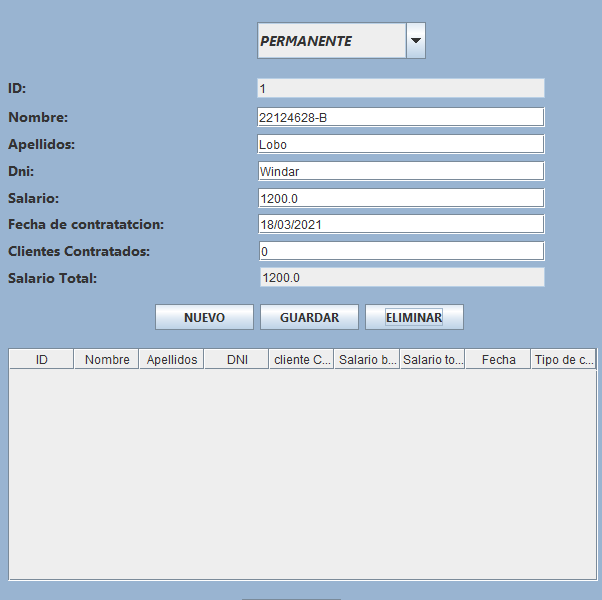 PERMANENTE
ID: 1
Nombre: 22124628-B
Apellidos: Lobo
Dni: Windar
Salario: 1200.0
Fecha de contratatcion: 18/03/2021
Clientes Contratados: 0
Salario Total: 1200.0
NUEVO GUARDAR ELIMINAR
ID Nombre Apellidos DNI cliente C... Salario b... Salario to... Fecha Tipo de c...